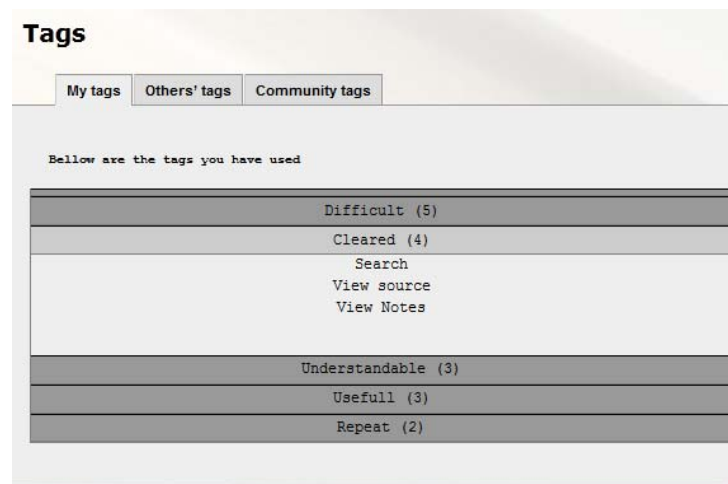 Tags
My tags Others' tags Community tags
Bellow are the tags you have used
Difficult (5)
Cleared (4)
Search
View source
View Notes
Understandable (3)
Usefull (3)
Repeat (2)